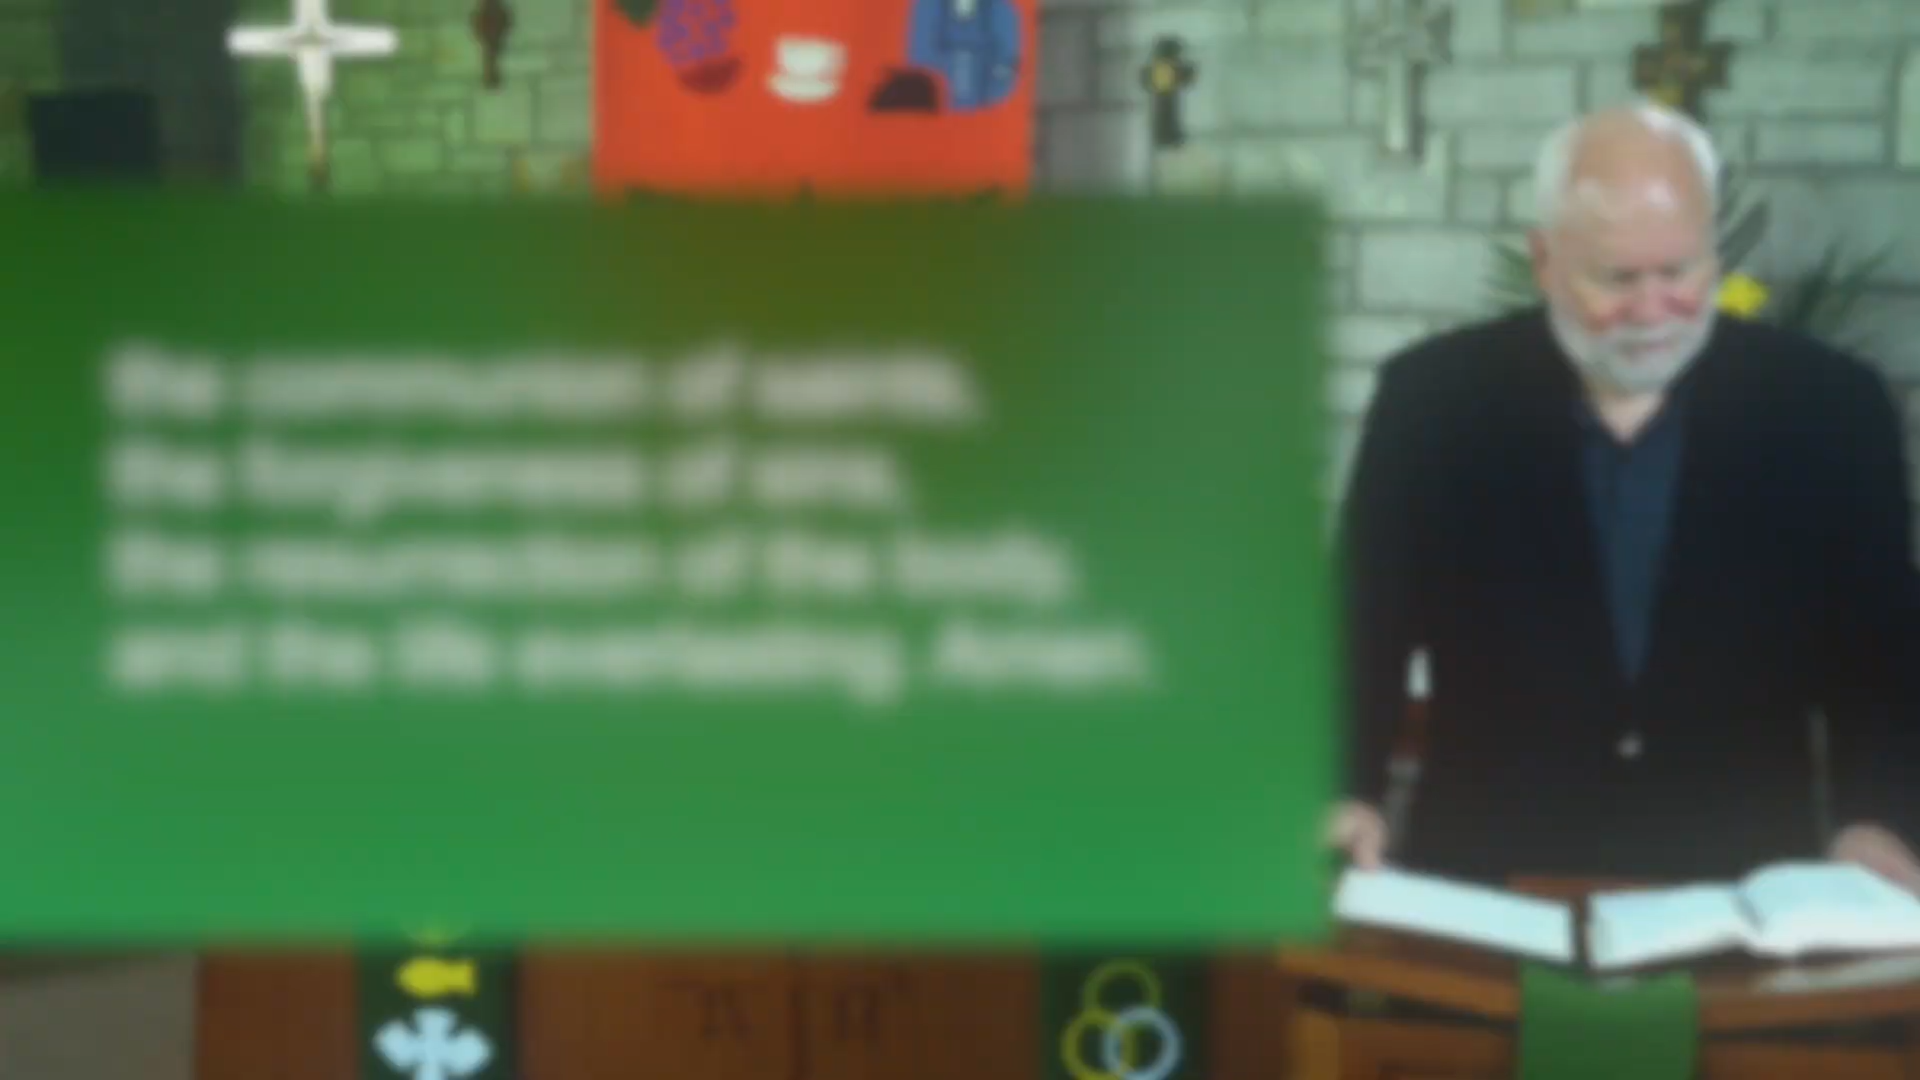 the communion of saints,
the forgiveness of sins,
the resurrection of the body,
and the life everlasting. Amen.